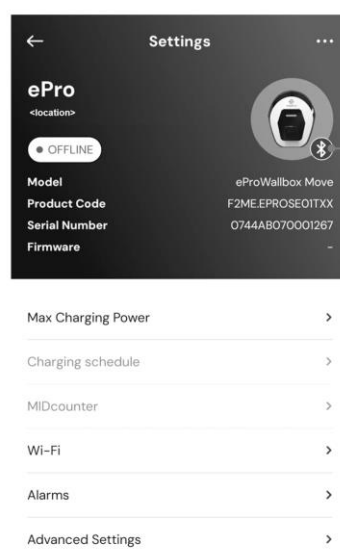 Settings
ePro
<location>
OFFLINE
Model eProWallbox Move
Product Code F2ME.EPROSE01TXX
Serial Number 0744AB070001267
Firmware -
Max Charging Power
Charging schedule
MIDcounter
Wi-Fi
Alarms
Advanced Settings